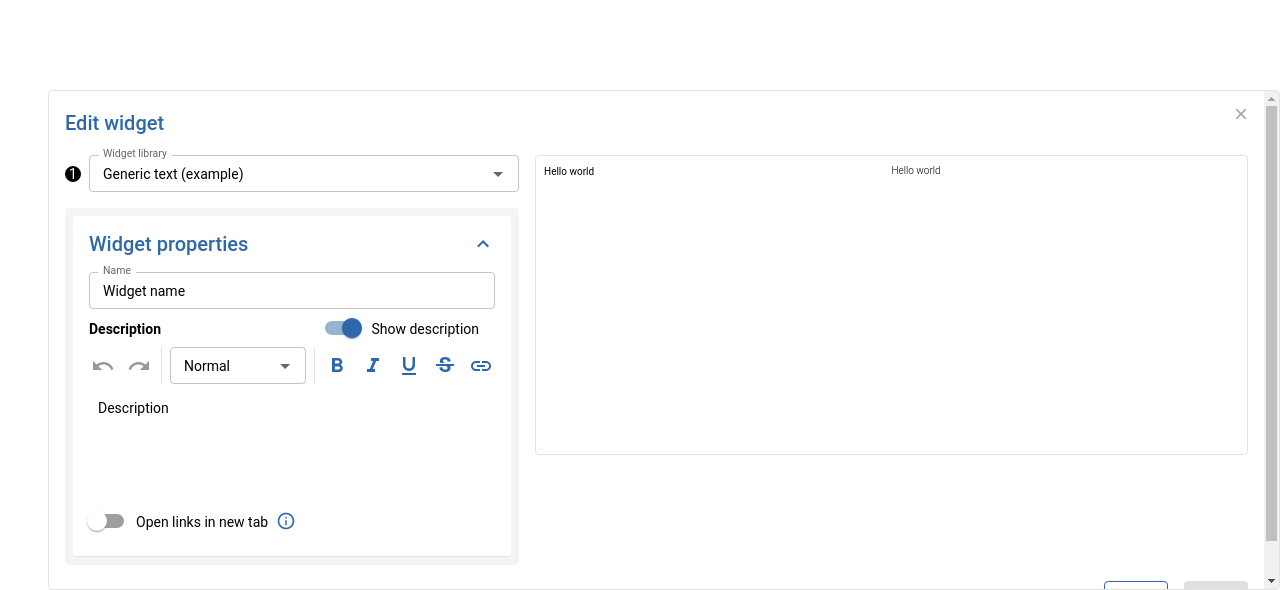 Edit widget
Widget library
1
Generic text (example)
Hello world
Hello world
Widget properties
Name
Widget name
Description
Show description
Normal
B I U S
Description
Open links in new tab